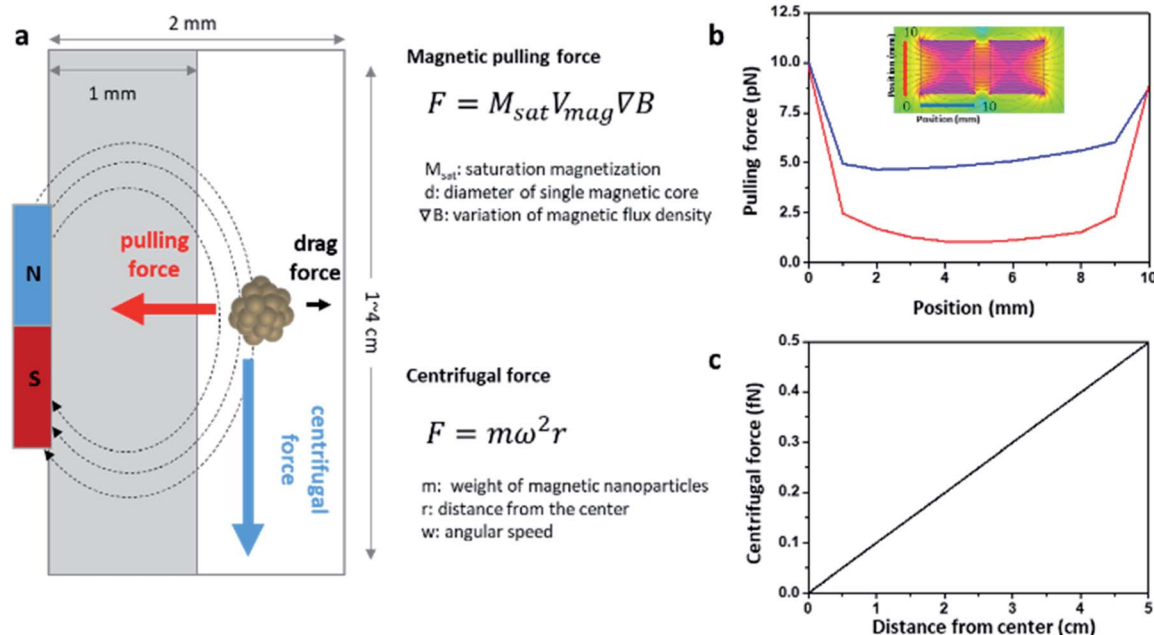 a
2 mm
1 mm
N
S
pulling
force
drag
force
centrifugal
force
1~4 cm
Magnetic pulling force
F = M_sat V_mag ∇B
M_sat: saturation magnetization
d: diameter of single magnetic core
∇B: variation of magnetic flux density
Centrifugal force
F = mω²r
m: weight of magnetic nanoparticles
r: distance from the center
w: angular speed
b
Pulling force (pN)
12.5
10.0
7.5
5.0
2.5
0.0
0
2
4
6
8
10
Position (mm)
10
Position (mm)
0
10
Position (mm)
c
Centrifugal force (fN)
0.5
0.4
0.3
0.2
0.1
0.0
0
1
2
3
4
5
Distance from center (cm)